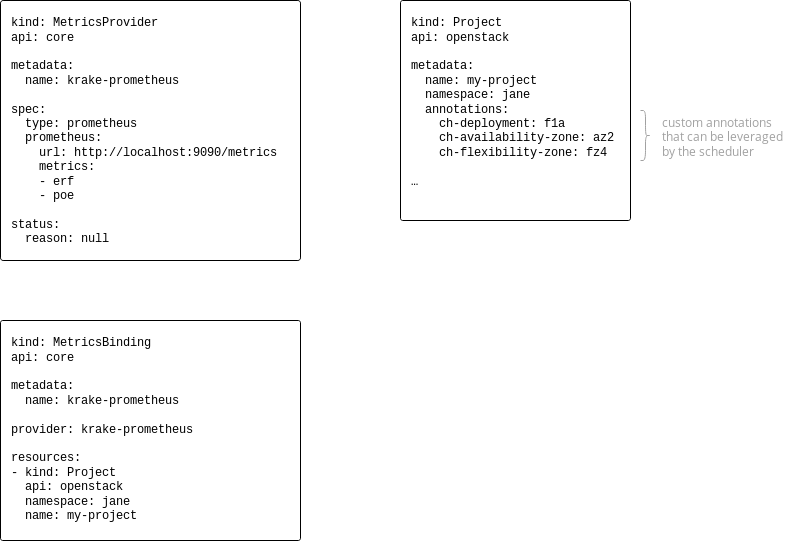 kind: MetricsProvider
api: core
metadata:
name: krake-prometheus
spec:
type: prometheus
prometheus:
url: http://localhost:9090/metrics
metrics:
- erf
- poe
status:
reason: null
kind: Project
api: openstack
metadata:
name: my-project
namespace: jane
annotations:
ch-deployment: f1a
ch-availability-zone: az2
ch-flexibility-zone: fz4
…
custom annotations
that can be leveraged
by the scheduler
kind: MetricsBinding
api: core
metadata:
name: krake-prometheus
provider: krake-prometheus
resources:
- kind: Project
api: openstack
namespace: jane
name: my-project